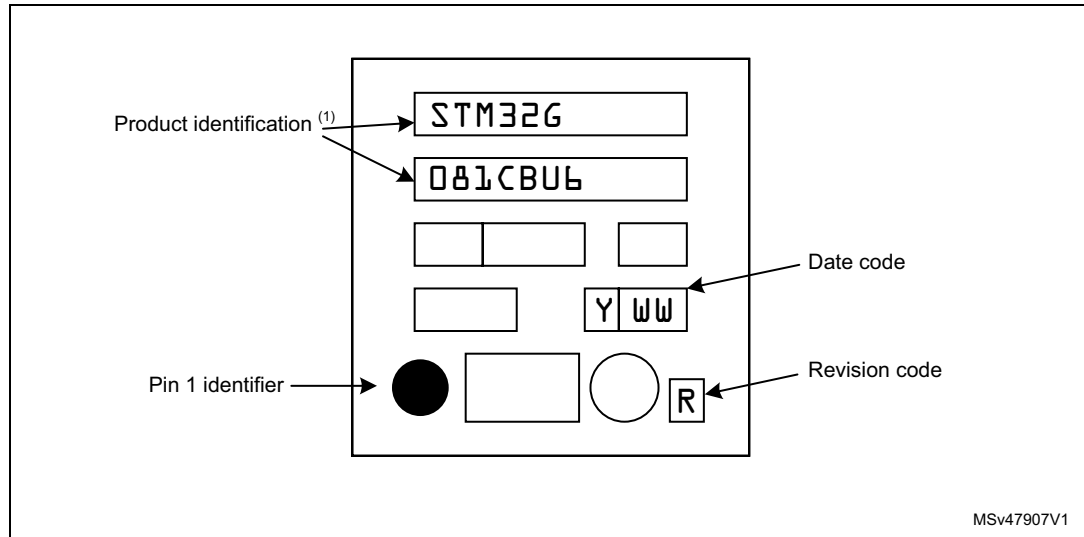 STM32G
Product identification (1)
081CBU6
Date code
Y WW
Pin 1 identifier
Revision code
R
MSv47907V1